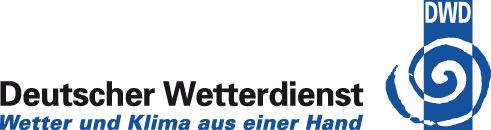 DWD
Deutscher Wetterdienst
Wetter und Klima aus einer Hand